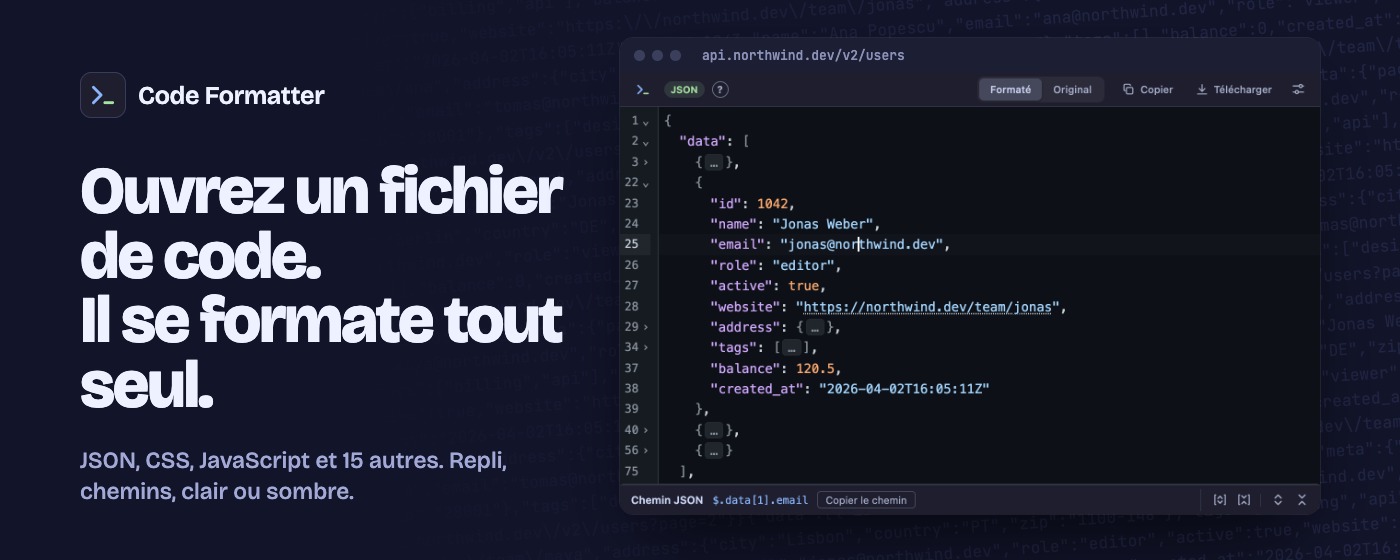 Code Formatter
Ouvrez un fichier
de code.
Il se formate tout
seul.
JSON, CSS, JavaScript et 15 autres. Repli,
chemins, clair ou sombre.
api.northwind.dev/v2/users
JSON ? Formaté Original Copier Télécharger
1 {
2 "data": [
3 { … },
22 {
23 "id": 1042,
24 "name": "Jonas Weber",
25 "email": "jonas@northwind.dev",
26 "role": "editor",
27 "active": true,
28 "website": "https://northwind.dev/team/jonas",
29 "address": { … },
34 "tags": [ … ],
37 "balance": 120.5,
38 "created_at": "2026-04-02T16:05:11Z"
39 },
40 { … },
56 { … }
75 ],
Chemin JSON $.data[1].email Copier le chemin